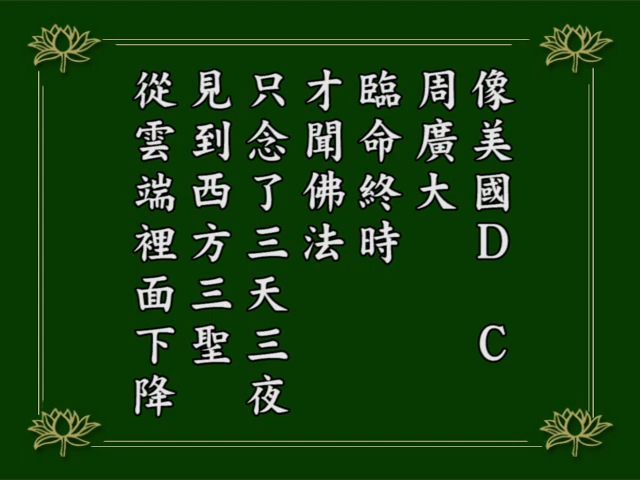 像美國D C
周廣大
臨命終時
才聞佛法
只念了三天三夜
見到西方三聖
從雲端裡面下降